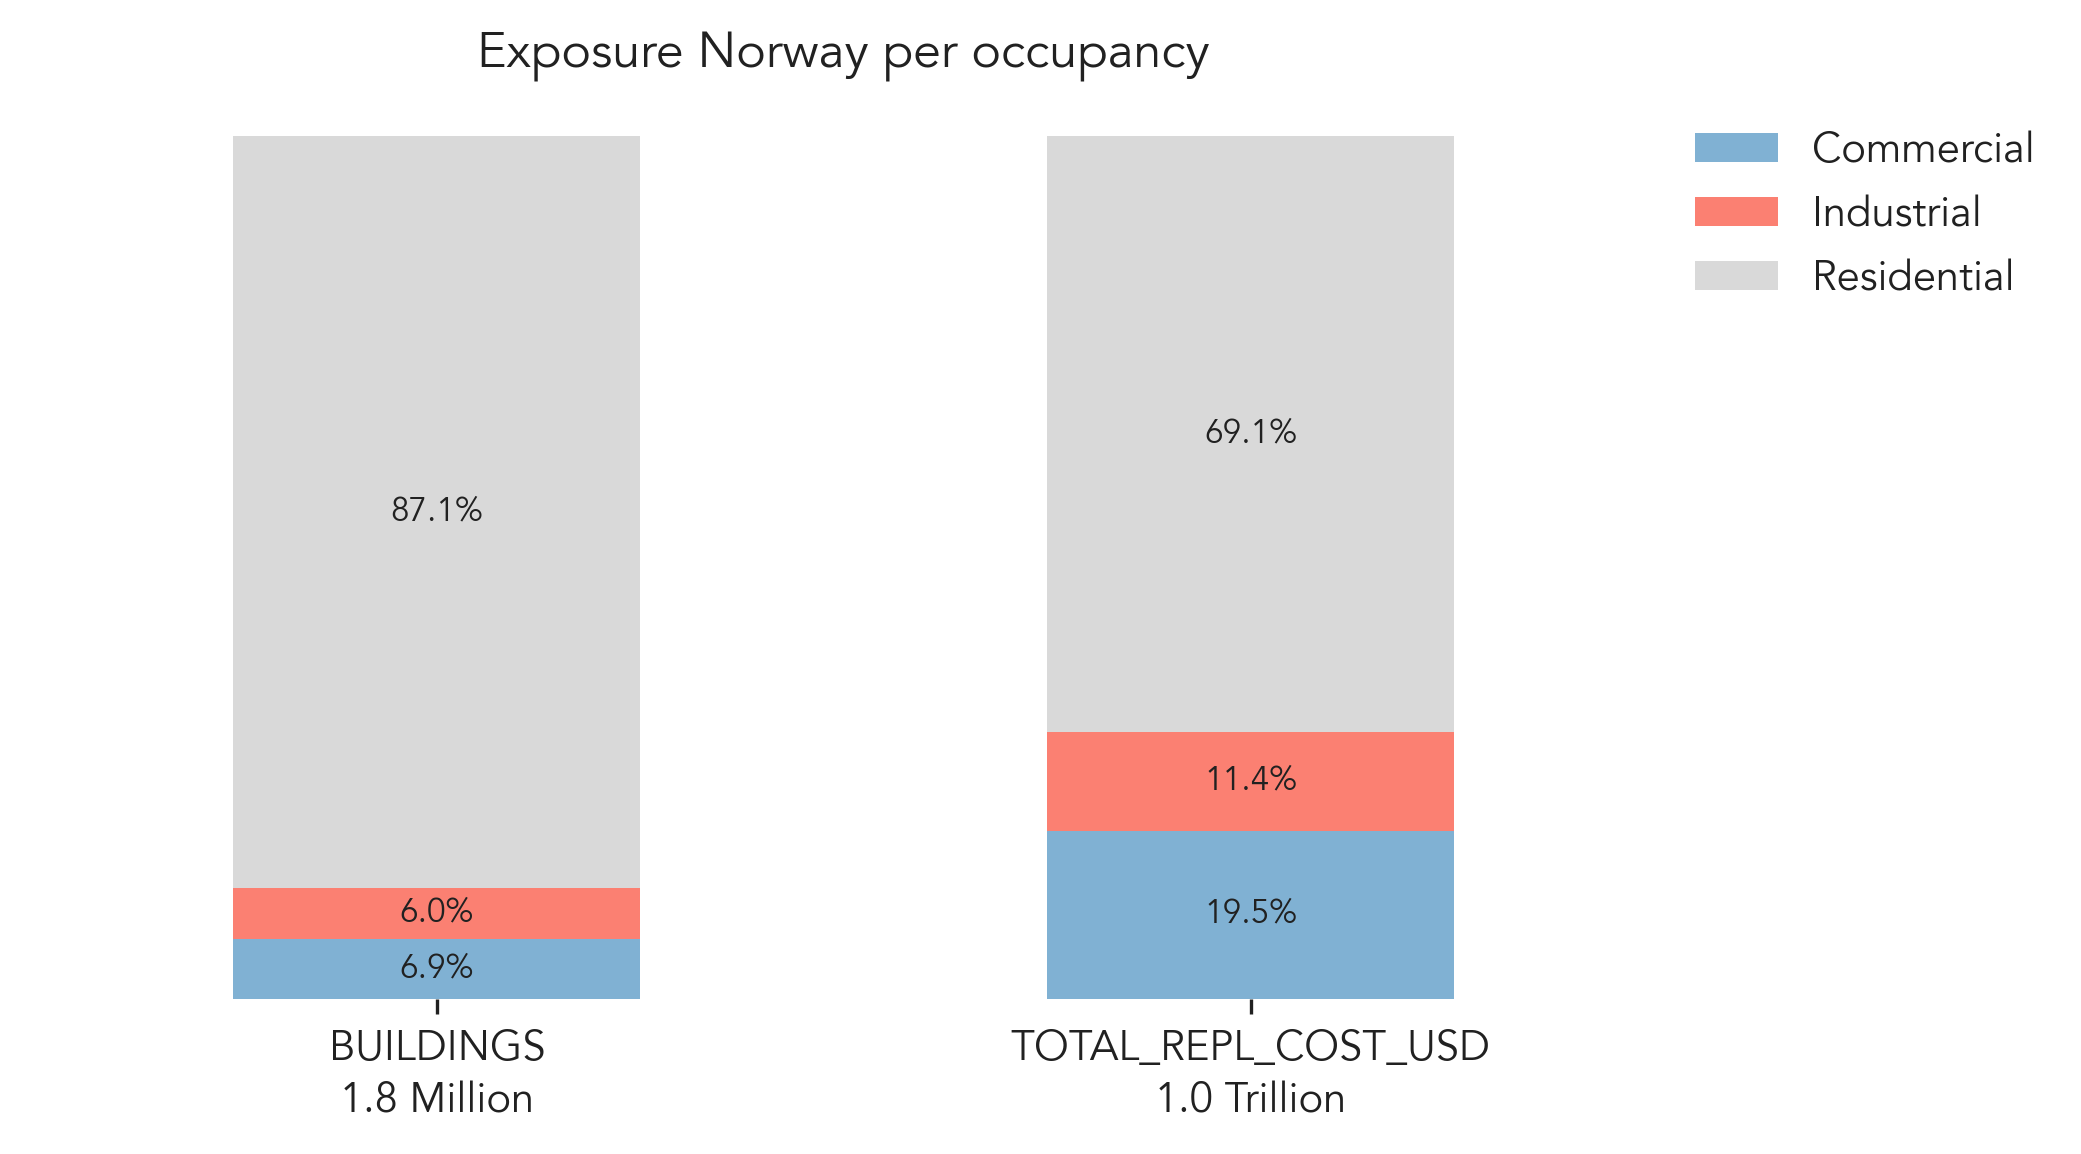 Exposure Norway per occupancy
Commercial
Industrial
Residential
87.1%
6.0%
6.9%
69.1%
11.4%
19.5%
BUILDINGS
1.8 Million
TOTAL_REPL_COST_USD
1.0 Trillion